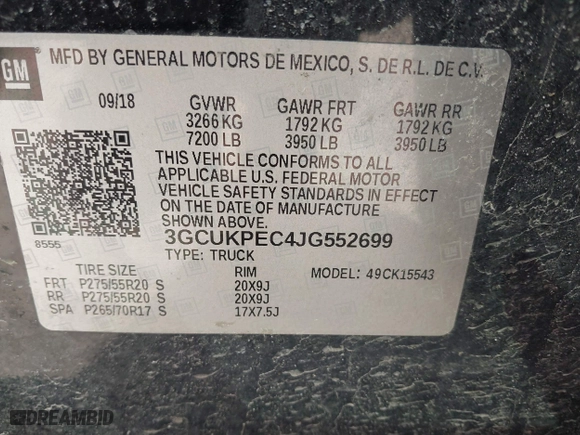 GM
MFD BY GENERAL MOTORS DE MEXICO, S. DE R.L. DE C.V.
09/18 GVWR GAWR FRT GAWR RR
3266 KG 1792 KG 1792 KG
7200 LB 3950 LB 3950 LB
THIS VEHICLE CONFORMS TO ALL
APPLICABLE U.S. FEDERAL MOTOR
VEHICLE SAFETY STANDARDS IN EFFECT
ON THE DATE OF MANUFACTURE
SHOWN ABOVE
8555
3GCUKPEC4JG552699
TYPE: TRUCK
TIRE SIZE RIM MODEL: 49CK15543
FRT P275/55R20 S 20X9J
RR P275/55R20 S 20X9J
SPA P265/70R17 S 17X7.5J
DREAMBID